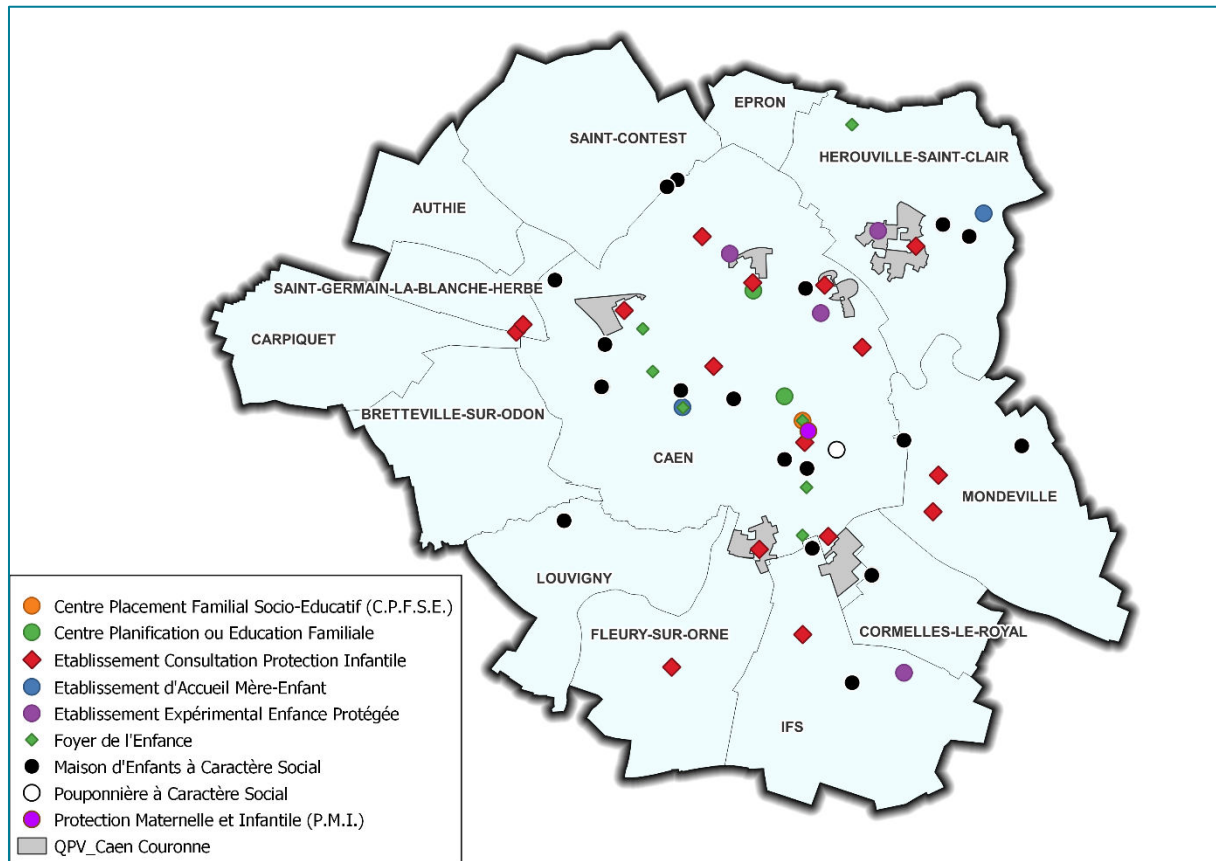 EPRON
SAINT-CONTEST
HEROUVILLE-SAINT-CLAIR
AUTHIE
SAINT-GERMAIN-LA-BLANCHE-HERBE
CARPIQUET
BRETTEVILLE-SUR-ODON
CAEN
MONDEVILLE
LOUVIGNY
FLEURY-SUR-ORNE
CORMELLES-LE-ROYAL
IFS
Centre Placement Familial Socio-Educatif (C.P.F.S.E.)
Centre Planification ou Education Familiale
Etablissement Consultation Protection Infantile
Etablissement d'Accueil Mère-Enfant
Etablissement Expérimental Enfance Protégée
Foyer de l'Enfance
Maison d'Enfants à Caractère Social
Pouponnière à Caractère Social
Protection Maternelle et Infantile (P.M.I.)
QPV_Caen Couronne